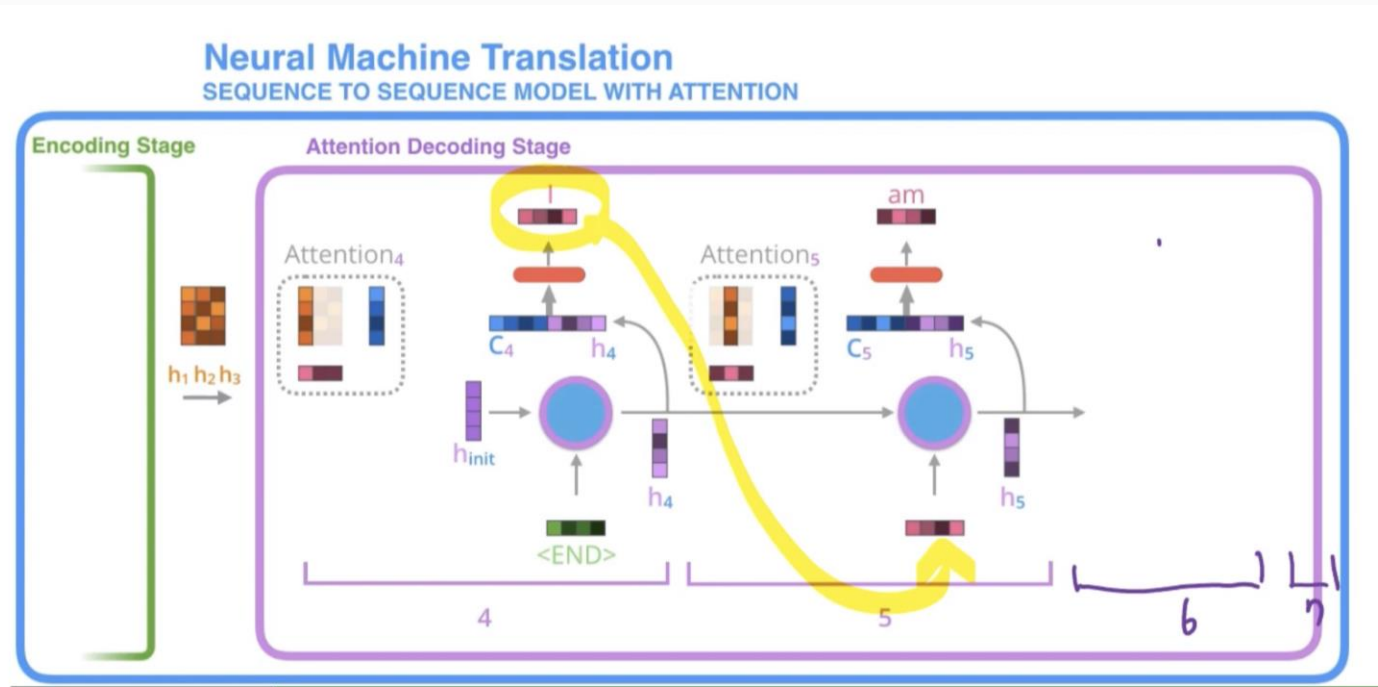 Neural Machine Translation
SEQUENCE TO SEQUENCE MODEL WITH ATTENTION
Encoding Stage
Attention Decoding Stage
I
am
Attention4
Attention5
C4
h4
C5
h5
h1 h2 h3
hinit
h4
h5
<END>
4
5
6
7